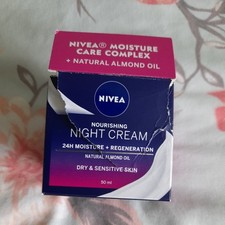 NIVEA® MOISTURE
CARE COMPLEX
+ NATURAL ALMOND OIL
NIVEA
NOURISHING
NIGHT CREAM
24H MOISTURE + REGENERATION
NATURAL ALMOND OIL
DRY & SENSITIVE SKIN
50 ml